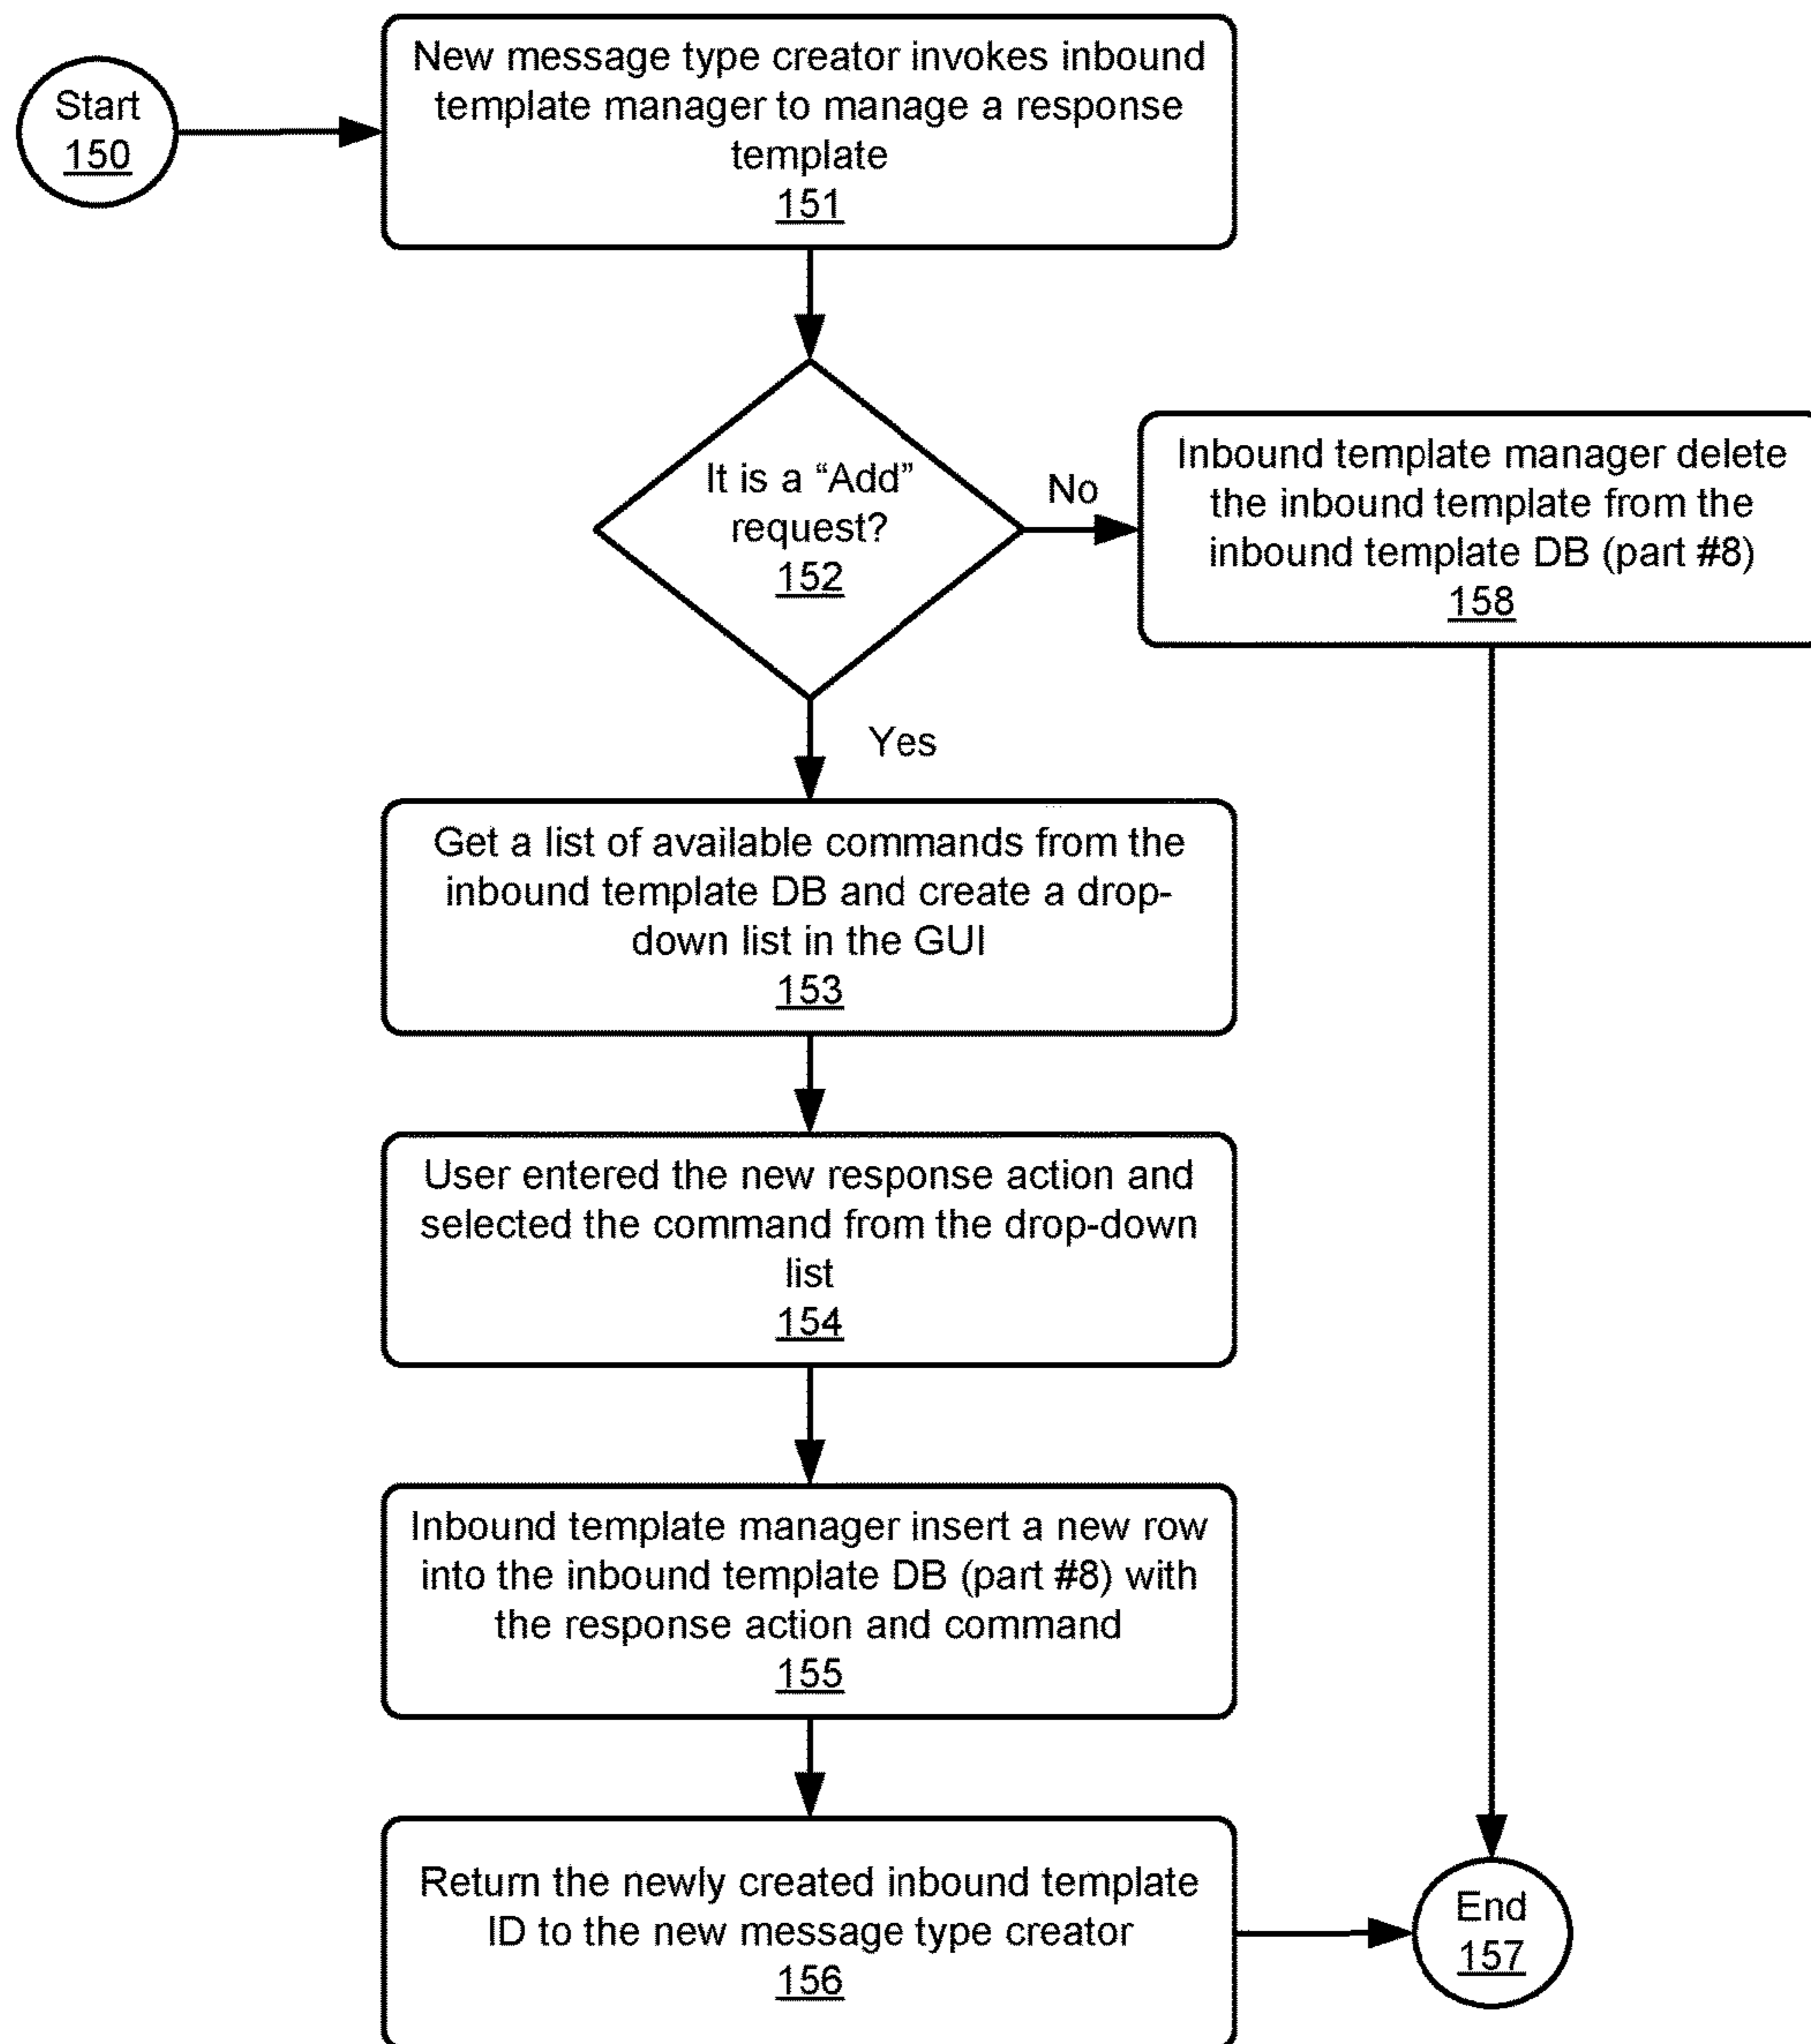 Start
150
New message type creator invokes inbound
template manager to manage a response
template
151
It is a “Add”
request?
152
No
Inbound template manager delete
the inbound template from the
inbound template DB (part #8)
158
Yes
Get a list of available commands from the
inbound template DB and create a drop-
down list in the GUI
153
User entered the new response action and
selected the command from the drop-down
list
154
Inbound template manager insert a new row
into the inbound template DB (part #8) with
the response action and command
155
Return the newly created inbound template
ID to the new message type creator
156
End
157